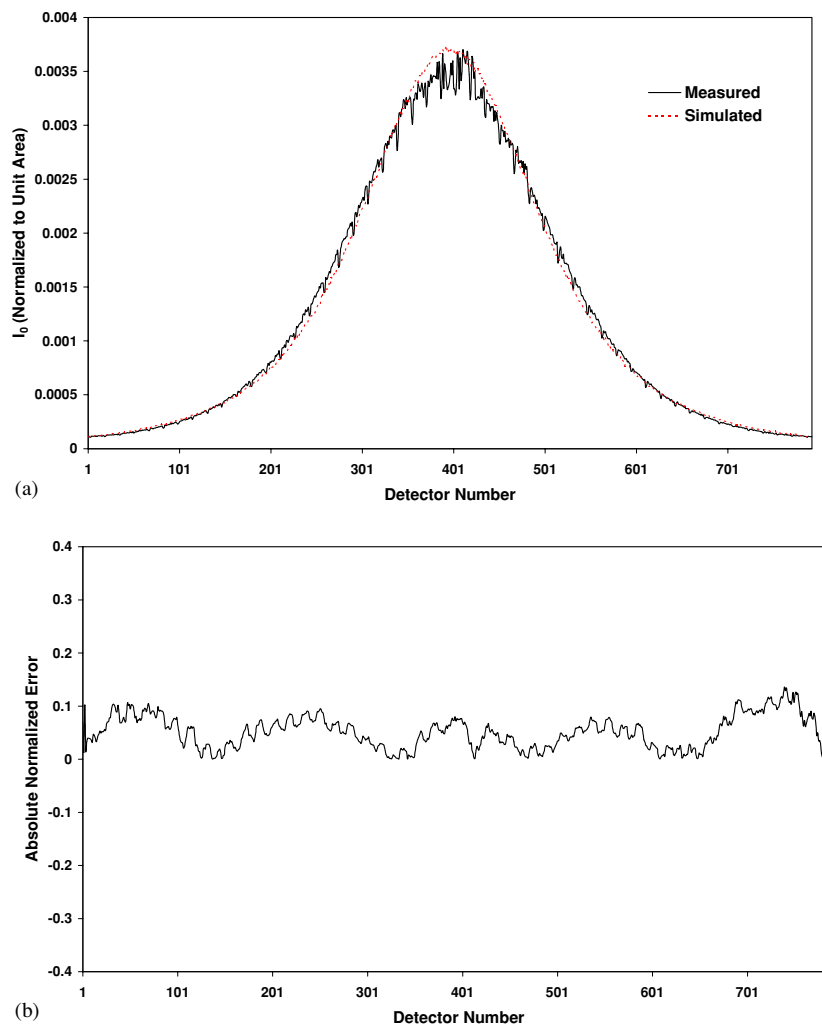 0.004
0.0035
0.003
0.0025
0.002
0.0015
0.001
0.0005
0
I0 (Normalized to Unit Area)
Measured
Simulated
1 101 201 301 401 501 601 701
Detector Number
(a)
0.4
0.3
0.2
0.1
0
-0.1
-0.2
-0.3
-0.4
Absolute Normalized Error
1 101 201 301 401 501 601 701
Detector Number
(b)